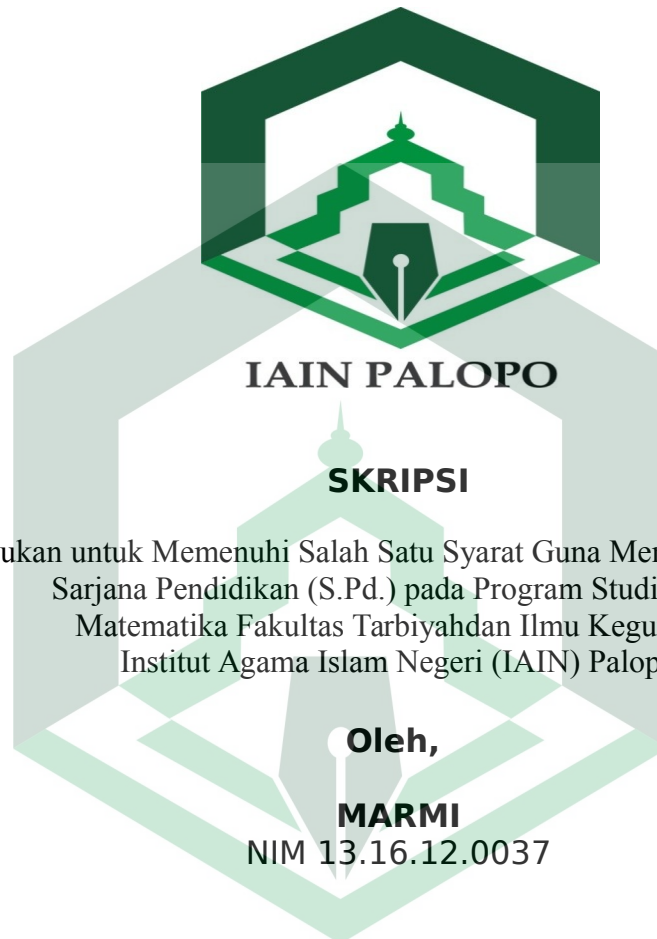 IAIN PALOPO
SKRIPSI
ukan untuk Memenuhi Salah Satu Syarat Guna Mer
Sarjana Pendidikan (S.Pd.) pada Program Studi
Matematika Fakultas Tarbiyahdan Ilmu Kegu
Institut Agama Islam Negeri (IAIN) Palop
Oleh,
MARMI
NIM 13.16.12.0037